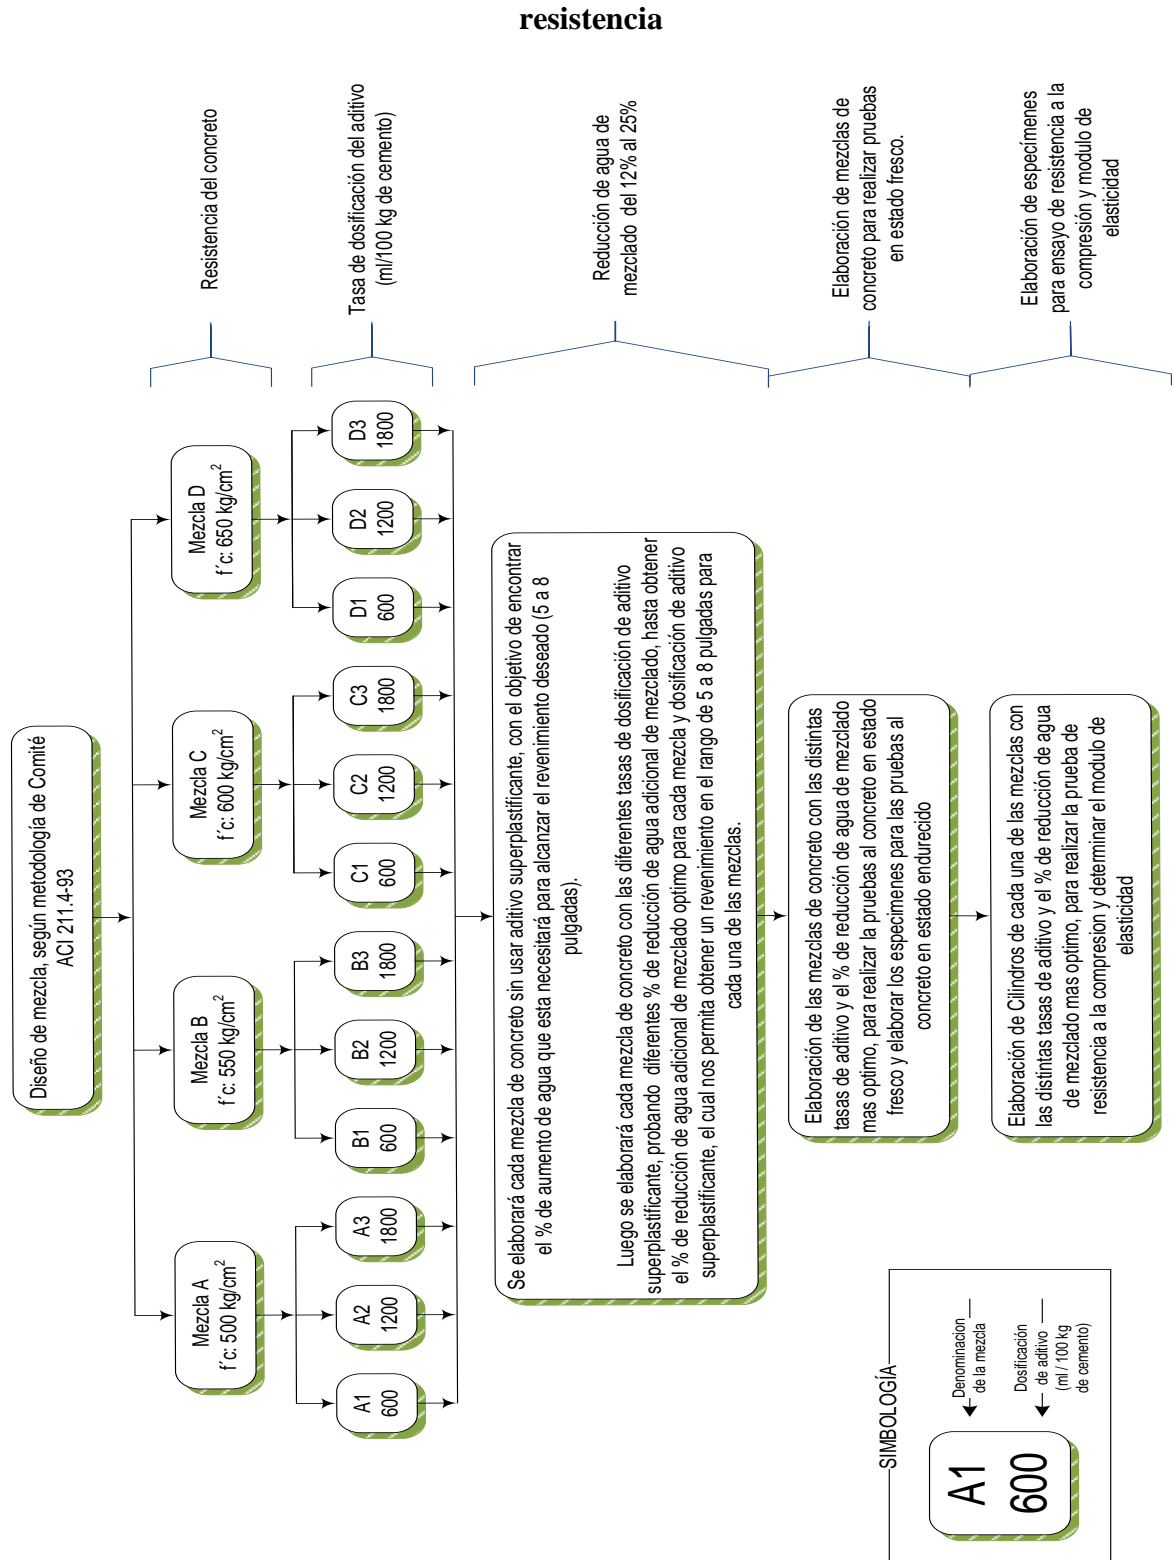 resistencia
Diseño de mezcla, según metodología de Comité
ACI 211.4-93
Resistencia del concreto
Mezcla A
f´c: 500 kg/cm²
Mezcla B
f´c: 550 kg/cm²
Mezcla C
f´c: 600 kg/cm²
Mezcla D
f´c: 650 kg/cm²
Tasa de dosificación del aditivo
(ml/100 kg de cemento)
A1
600
A2
1200
A3
1800
B1
600
B2
1200
B3
1800
C1
600
C2
1200
C3
1800
D1
600
D2
1200
D3
1800
Se elaborará cada mezcla de concreto sin usar aditivo superplastificante, con el objetivo de encontrar
el % de aumento de agua que esta necesitará para alcanzar el revenimiento deseado (5 a 8
pulgadas).
Luego se elaborará cada mezcla de concreto con las diferentes tasas de dosificación de aditivo
superplastificante, probando diferentes % de reducción de agua adicional de mezclado, hasta obtener
el % de reducción de agua adicional de mezclado optimo para cada mezcla y dosificación de aditivo
superplastificante, el cual nos permita obtener un revenimiento en el rango de 5 a 8 pulgadas para
cada una de las mezclas.
Reducción de agua de
mezclado del 12% al 25%
Elaboración de las mezclas de concreto con las distintas
tasas de aditivo y el % de reducción de agua de mezclado
mas optimo, para realizar la pruebas al concreto en estado
fresco y elaborar los especimenes para las pruebas al
concreto en estado endurecido
Elaboración de mezclas de
concreto para realizar pruebas
en estado fresco.
Elaboración de Cilindros de cada una de las mezclas con
las distintas tasas de aditivo y el % de reducción de agua
de mezclado mas optimo, para realizar la prueba de
resistencia a la compresión y determinar el modulo de
elasticidad
Elaboración de especímenes
para ensayo de resistencia a la
compresión y modulo de
elasticidad
SIMBOLOGÍA
A1
600
Denominacion
de la mezcla
Dosificación
de aditivo
(ml / 100 kg
de cemento)